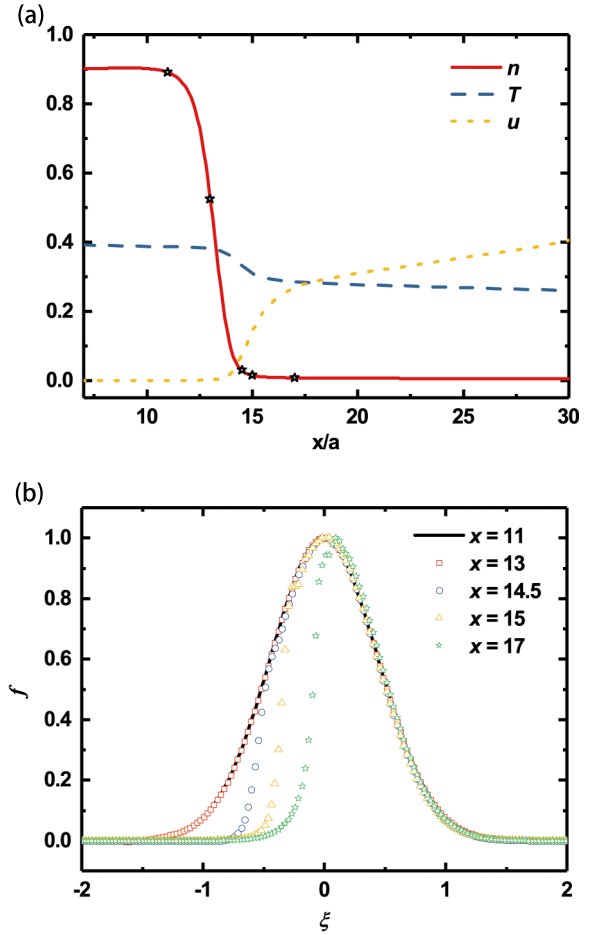 (a)
1.0
0.8
0.6
0.4
0.2
0.0
n
T
u
10 15 20 25 30
x/a
(b)
1.0
0.8
0.6
0.4
0.2
0.0
f
x = 11
x = 13
x = 14.5
x = 15
x = 17
-2 -1 0 1 2
ξ